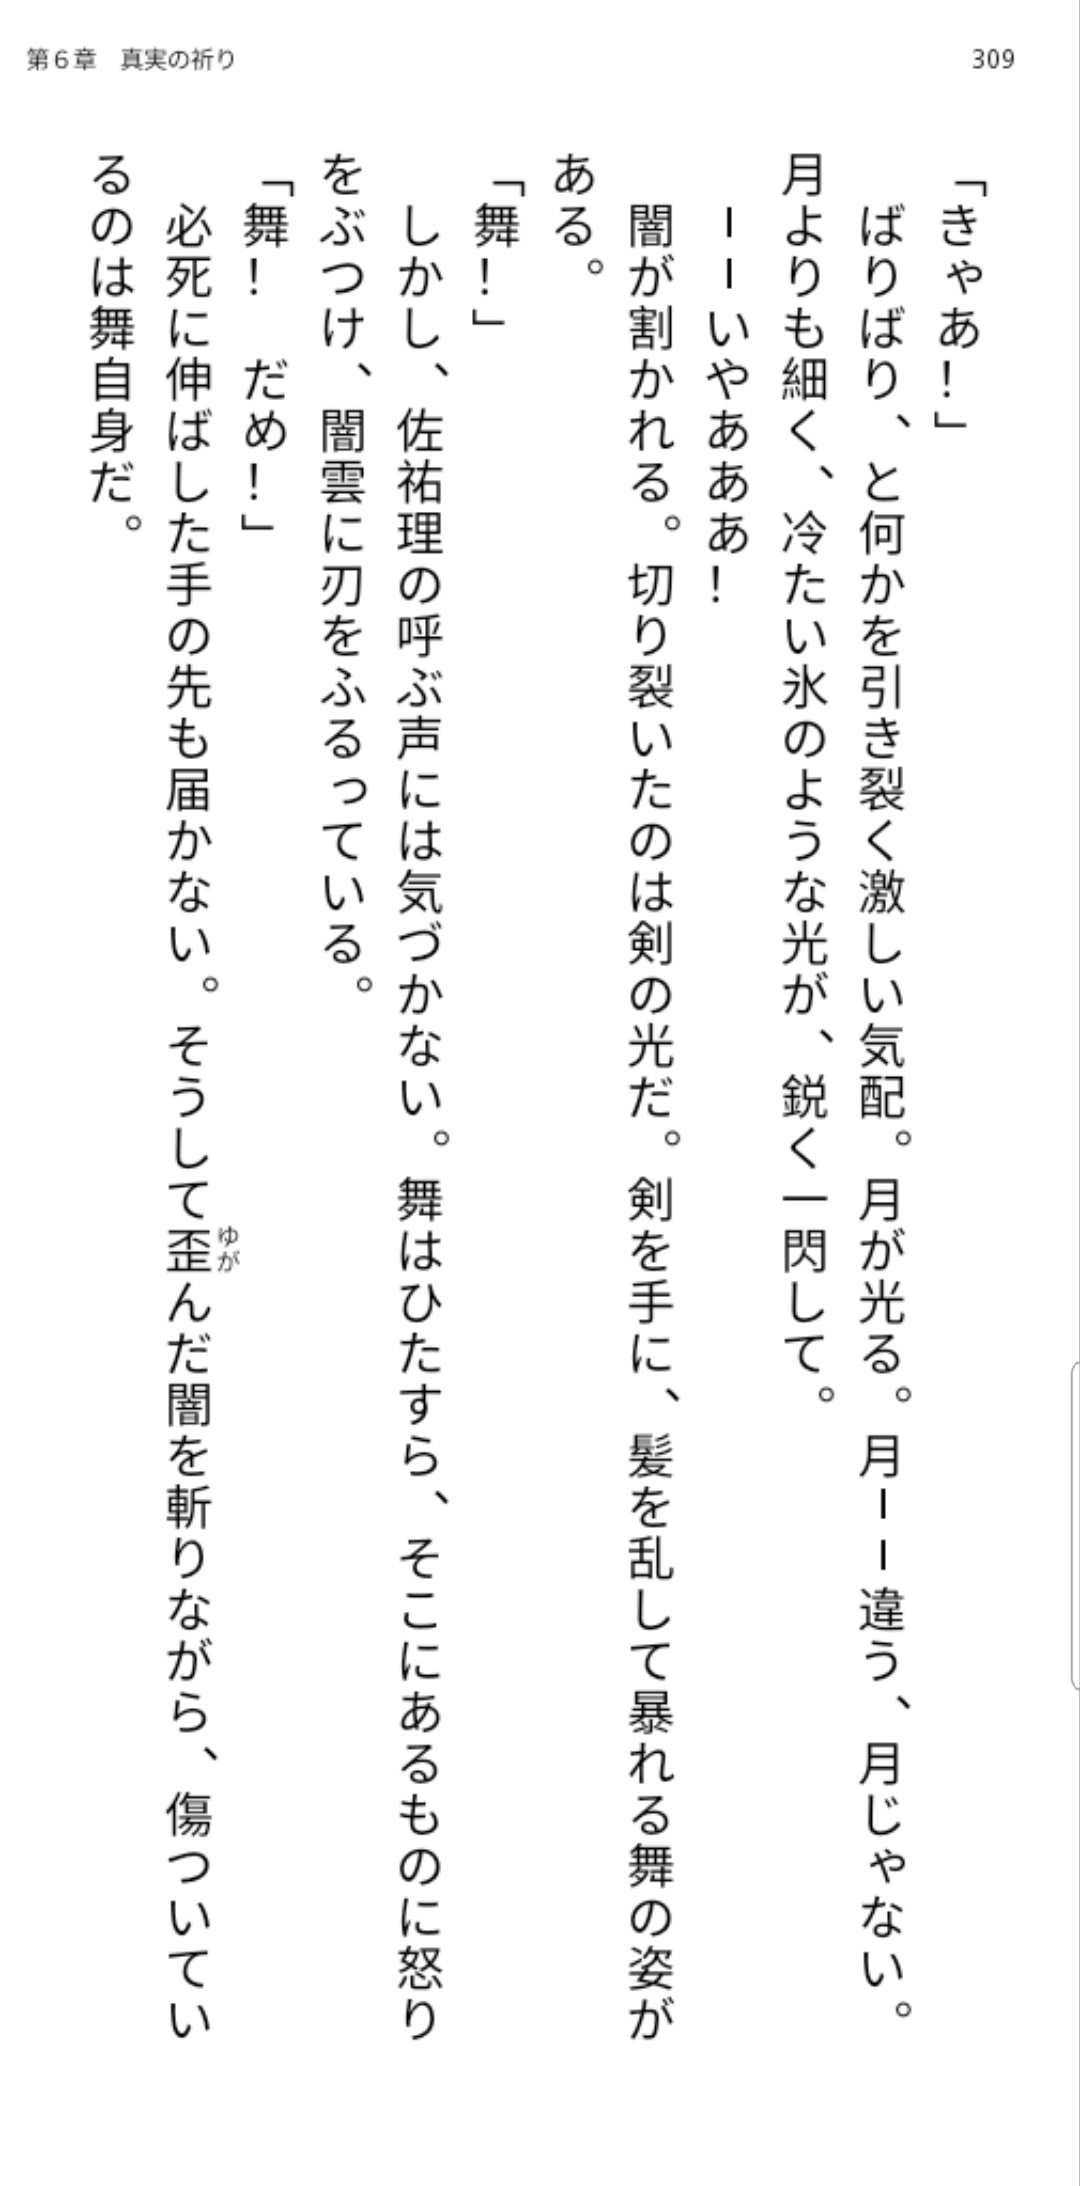 第6章　真実の祈り
309
「きゃあ！」
　ばりばり、と何かを引き裂く激しい気配。月が光る。月ーー違う、月じゃない。
月よりも細く、冷たい氷のような光が、鋭く一閃して。
　ーーいやあああ！
　闇が割かれる。切り裂いたのは剣の光だ。剣を手に、髪を乱して暴れる舞の姿が
ある。
「舞！」
　しかし、佐祐理の呼ぶ声には気づかない。舞はひたすら、そこにあるものに怒り
をぶつけ、闇雲に刃をふるっている。
「舞！　だめ！」
　必死に伸ばした手の先も届かない。そうして歪んだ闇を斬りながら、傷ついてい
ゆが
るのは舞自身だ。